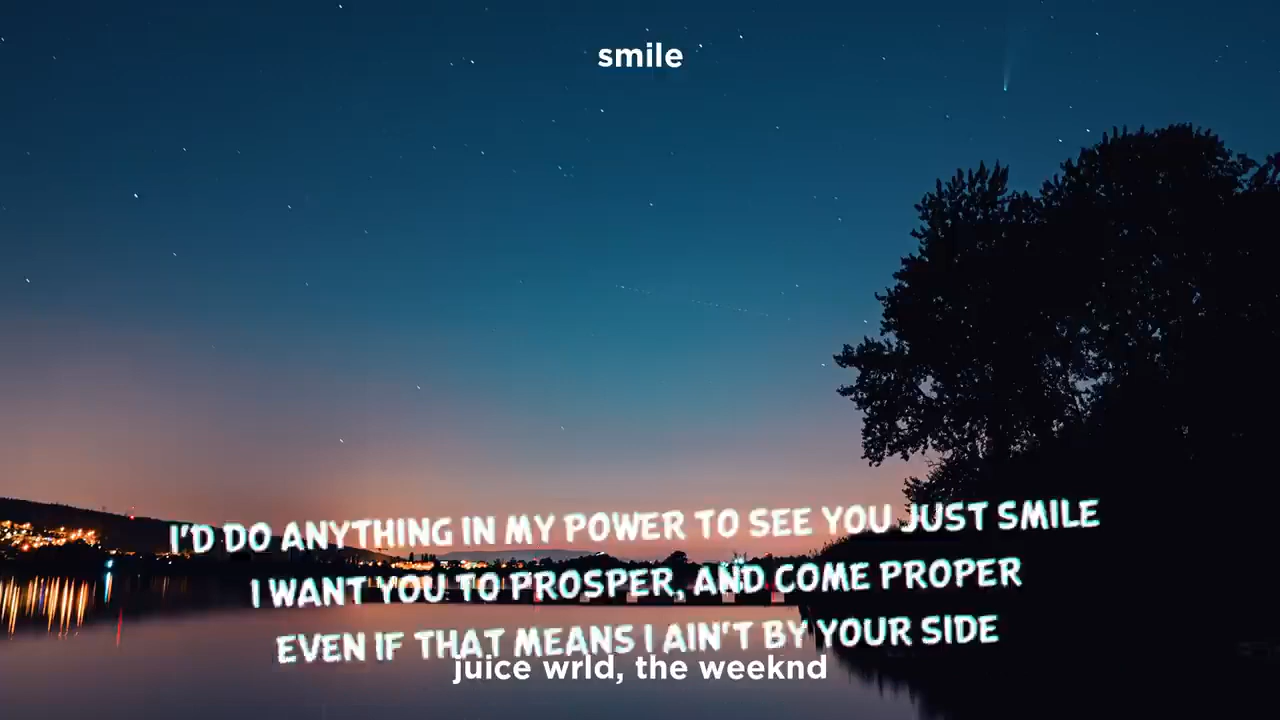 smile
I'D DO ANYTHING IN MY POWER TO SEE YOU JUST SMILE
I WANT YOU TO PROSPER, AND COME PROPER
EVEN IF THAT MEANS I AIN'T BY YOUR SIDE
juice wrld, the weeknd